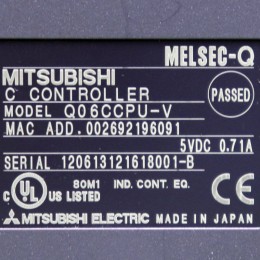 MELSEC-Q
MITSUBISHI
C CONTROLLER
PASSED
MODEL Q06CCPU-V
MAC ADD. 002692196091
5VDC 0.71A
SERIAL 120613121618001-B
80M1 IND. CONT. EQ.
C UL US LISTED CE
MITSUBISHI ELECTRIC MADE IN JAPAN